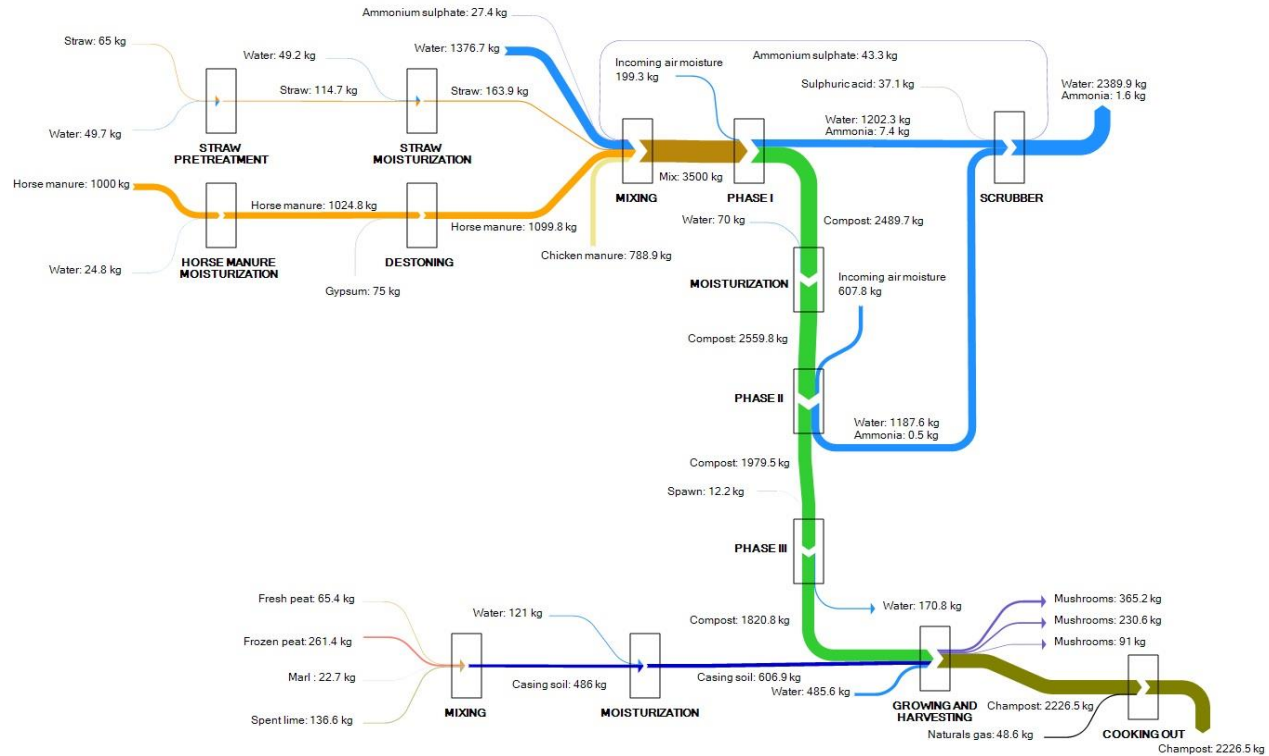 Ammonium sulphate: 27.4 kg
Straw: 65 kg
Water: 49.2 kg
Water: 1376.7 kg
Ammonium sulphate: 43.3 kg
Incoming air moisture
199.3 kg
Sulphuric acid: 37.1 kg
Water: 2389.9 kg
Ammonia: 1.6 kg
Straw: 114.7 kg
Straw: 163.9 kg
Water: 1202.3 kg
Ammonia: 7.4 kg
Water: 49.7 kg
STRAW
PRETREATMENT
STRAW
MOISTURIZATION
Mix: 3500 kg
Horse manure: 1000 kg
MIXING
PHASE I
SCRUBBER
Horse manure: 1024.8 kg
Horse manure: 1099.8 kg
Water: 70 kg
Compost: 2489.7 kg
Chicken manure: 788.9 kg
Water: 24.8 kg
HORSE MANURE
MOISTURIZATION
DESTONING
Gypsum: 75 kg
MOISTURIZATION
Incoming air moisture
607.8 kg
Compost: 2559.8 kg
PHASE II
Water: 1187.6 kg
Ammonia: 0.5 kg
Compost: 1979.5 kg
Spawn: 12.2 kg
PHASE III
Fresh peat: 65.4 kg
Water: 121 kg
Water: 170.8 kg
Mushrooms: 365.2 kg
Compost: 1820.8 kg
Mushrooms: 230.6 kg
Frozen peat: 261.4 kg
Mushrooms: 91 kg
Marl : 22.7 kg
Casing soil: 486 kg
Casing soil: 606.9 kg
Water: 485.6 kg
Spent lime: 136.6 kg
MIXING
MOISTURIZATION
GROWING AND
HARVESTING
Champost: 2226.5 kg
Naturals gas: 48.6 kg
COOKING OUT
Champost: 2226.5 kg